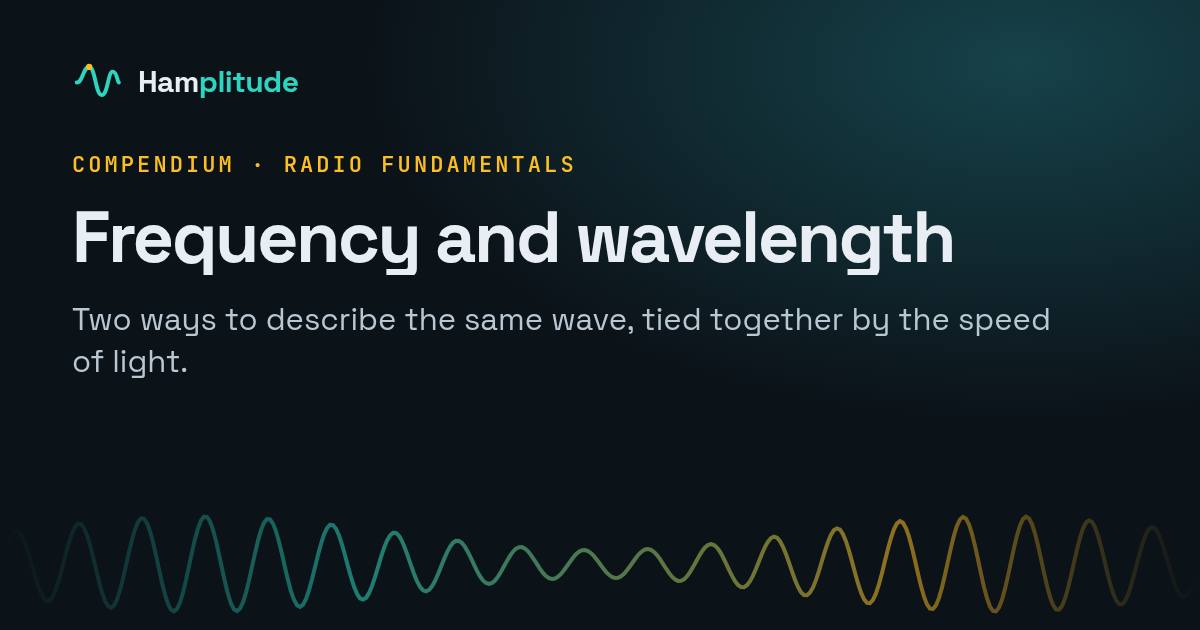 Hamplitude
COMPENDIUM · RADIO FUNDAMENTALS
Frequency and wavelength
Two ways to describe the same wave, tied together by the speed
of light.